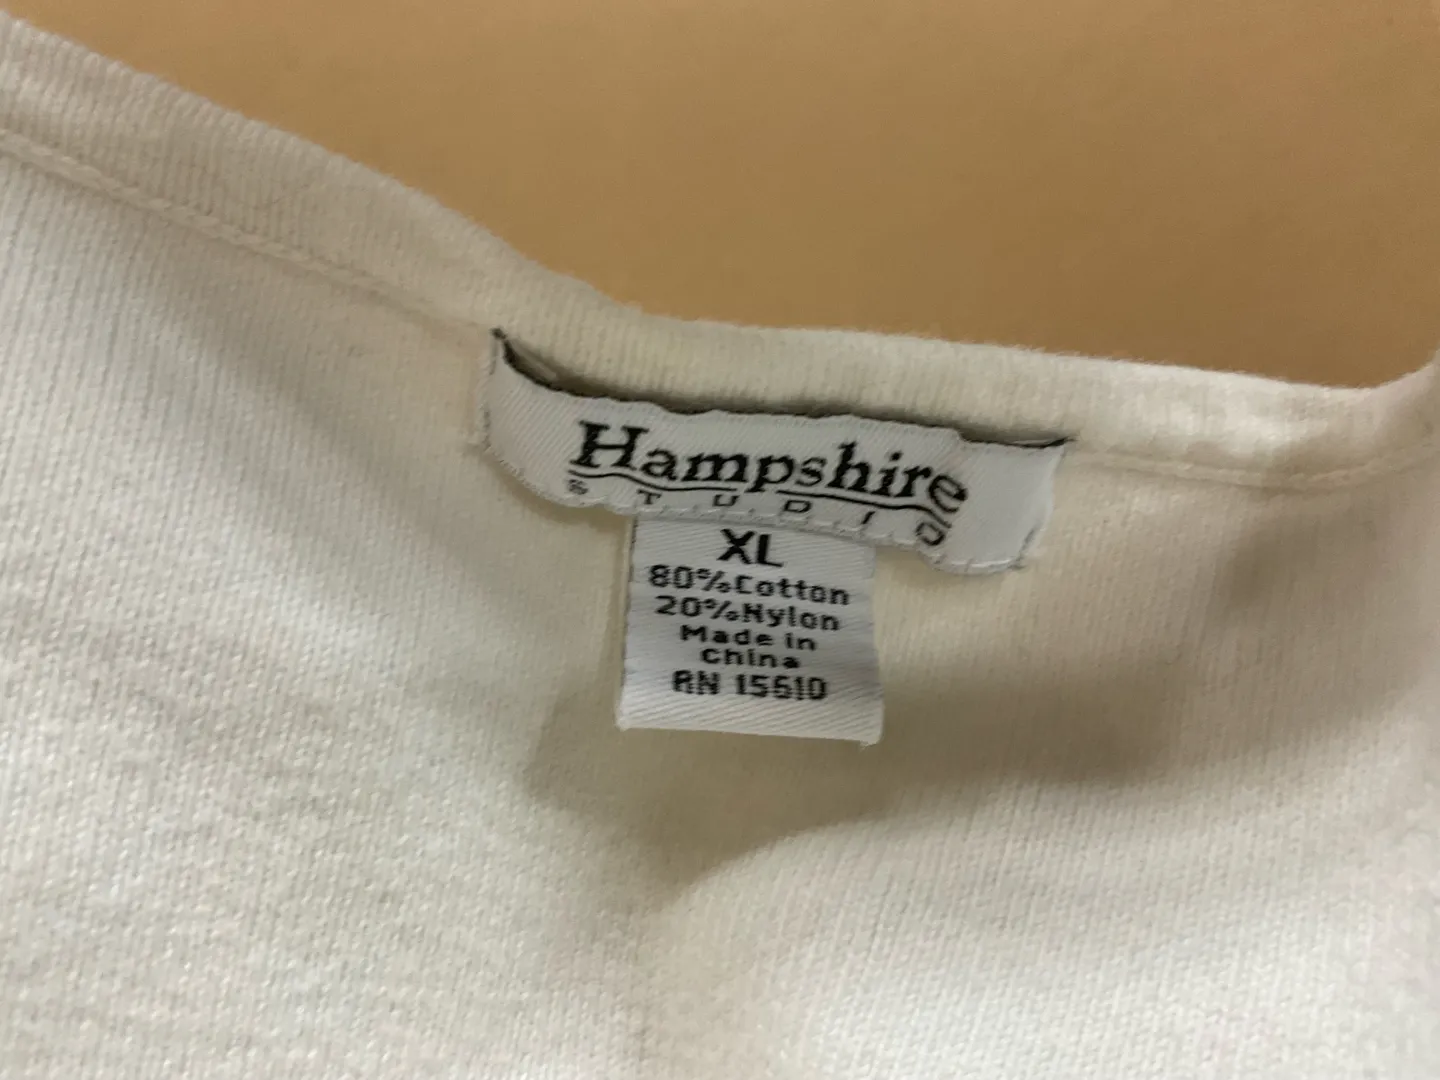 Hampshire
STUDIO
XL
80%Cotton
20%Nylon
Made in
China
RN 15610